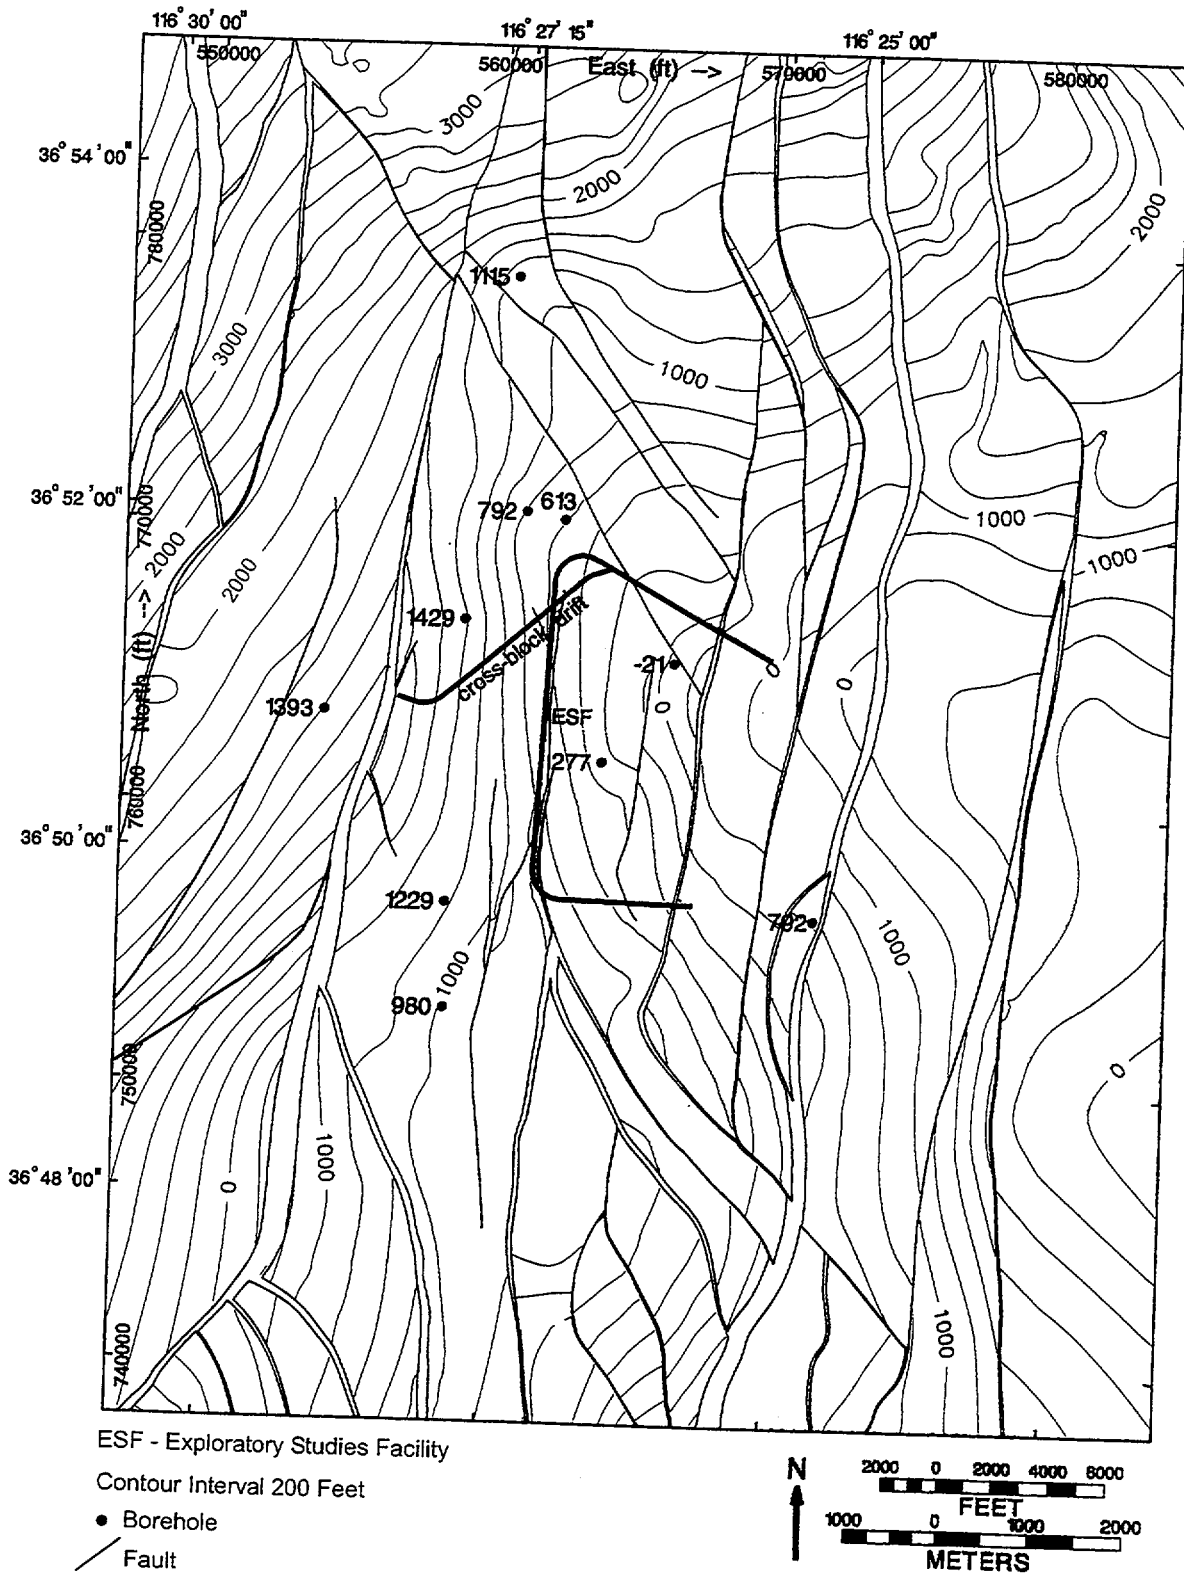 116° 30' 00"
116° 27' 15"
116° 25' 00"
550000
560000
East (ft) -->
570000
580000
3000
36° 54' 00"
2000
2000
780000
1115
3000
1000
36° 52' 00"
792
613
770000
1000
1000
2000
2000
North (ft) -->
1429
cross-block drift
-21
0
0
0
1393
ESF
277
760000
36° 50' 00"
1229
792
1000
1000
980
750000
0
36° 48' 00"
1000
0
0
1000
740000
ESF - Exploratory Studies Facility
Contour Interval 200 Feet
Borehole
Fault
N
2000 0 2000 4000 6000
FEET
1000 0 1000 2000
METERS